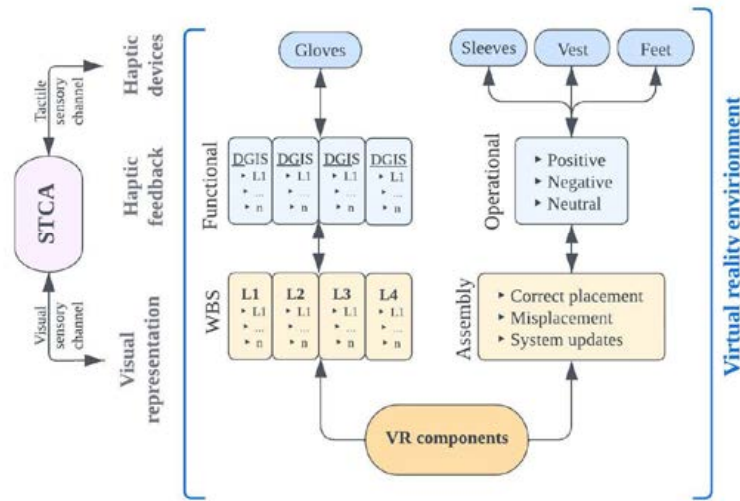 Tactile
sensory
channel
STCA
Visual
sensory
channel
Haptic
devices
Haptic
feedback
Visual
representation
Gloves
Functional
DGIS
L1
...
n
DGIS
L1
...
n
DGIS
L1
...
n
DGIS
L1
...
n
WBS
L1
L1
...
n
L2
L1
...
n
L3
L1
...
n
L4
L1
...
n
Sleeves
Vest
Feet
Operational
Positive
Negative
Neutral
Assembly
Correct placement
Misplacement
System updates
VR components
Virtual reality environment